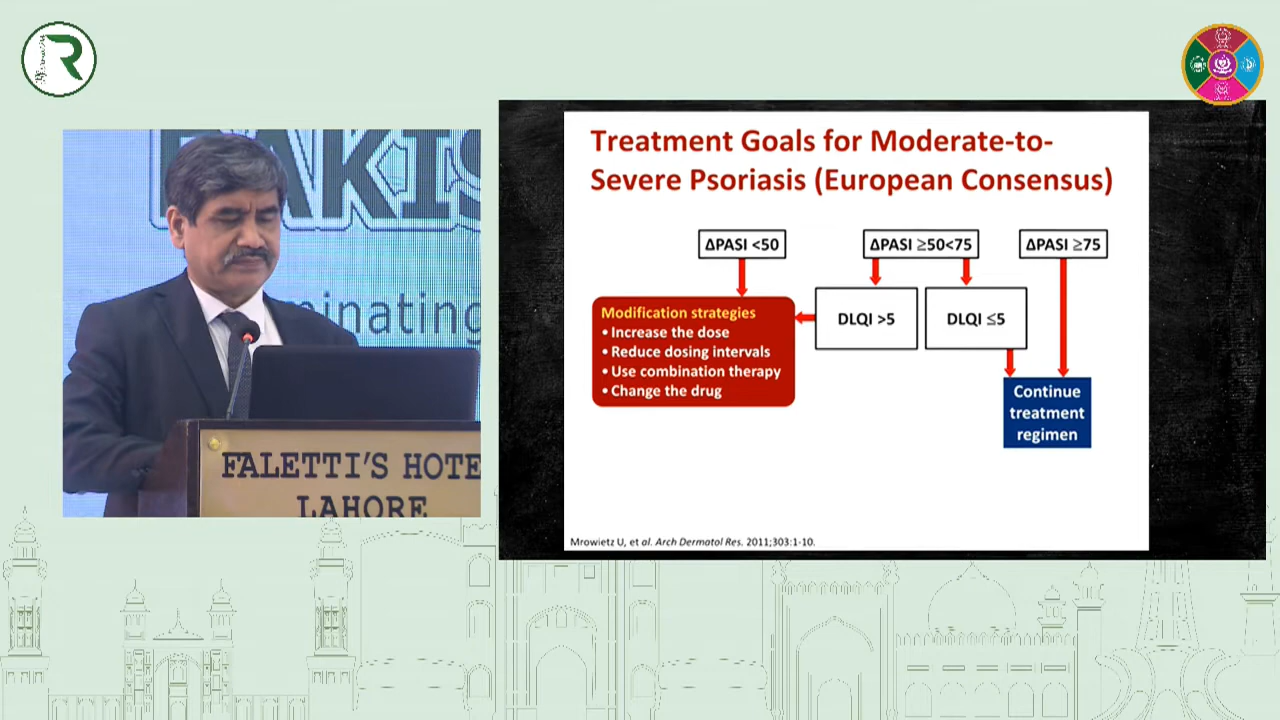 R
PAKIS
minating
FALETTI'S HOTE
LAHORE
Treatment Goals for Moderate-to-
Severe Psoriasis (European Consensus)
ΔPASI <50
ΔPASI ≥50<75
ΔPASI ≥75
Modification strategies
• Increase the dose
• Reduce dosing intervals
• Use combination therapy
• Change the drug
DLQI >5
DLQI ≤5
Continue
treatment
regimen
Mrowietz U, et al. Arch Dermatol Res. 2011;303:1-10.